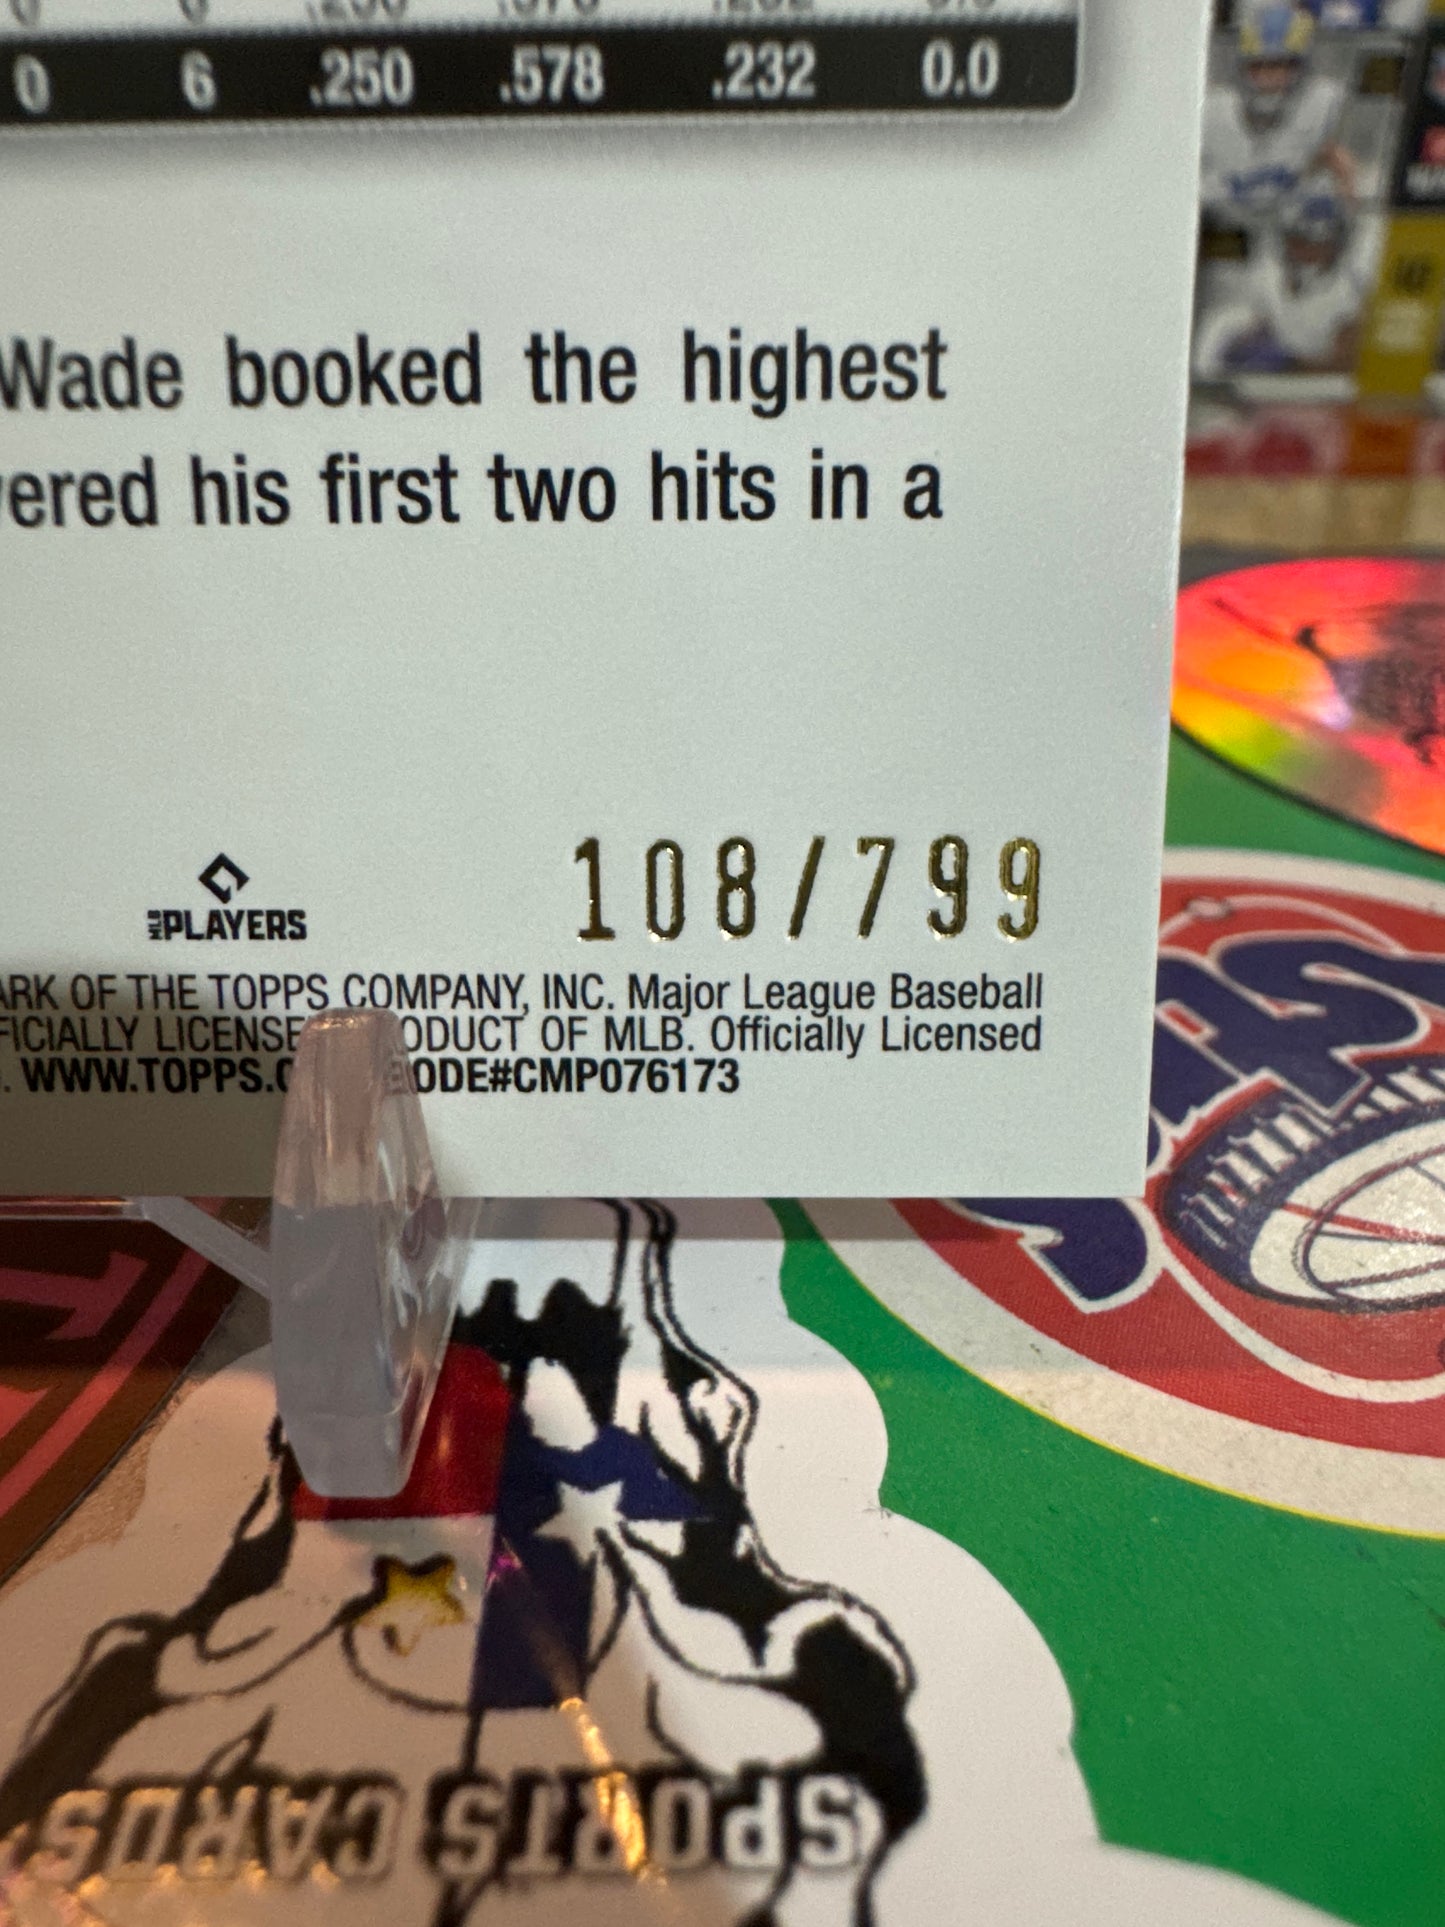 0 6 .250 .578 .232 0.0
Wade booked the highest
vered his first two hits in a
108/799
MLB PLAYERS
ARK OF THE TOPPS COMPANY, INC. Major League Baseball
FICIALLY LICENSE ODUCT OF MLB. Officially Licensed
. WWW.TOPPS.C ODE#CMP076173
SPORTS CARDS